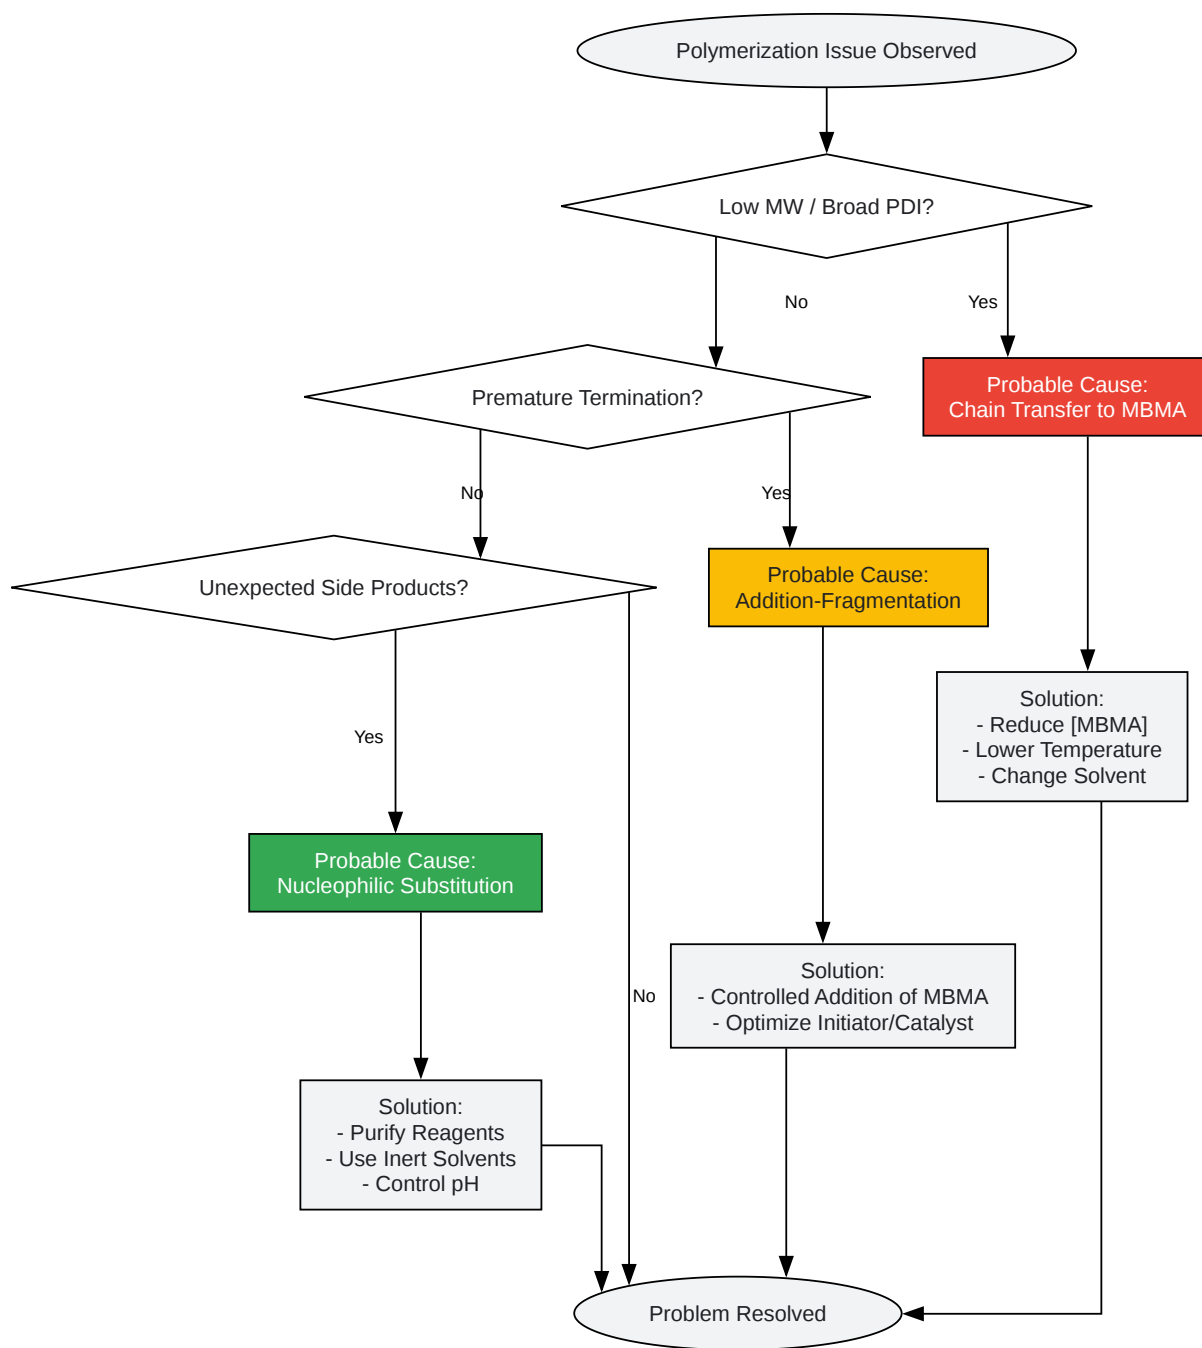 Polymerization Issue Observed
Low MW / Broad PDI?
No
Yes
Premature Termination?
Probable Cause:
Chain Transfer to MBMA
No
Yes
Unexpected Side Products?
Probable Cause:
Addition-Fragmentation
Solution:
- Reduce [MBMA]
- Lower Temperature
- Change Solvent
Yes
Probable Cause:
Nucleophilic Substitution
No
Solution:
- Controlled Addition of MBMA
- Optimize Initiator/Catalyst
Solution:
- Purify Reagents
- Use Inert Solvents
- Control pH
Problem Resolved